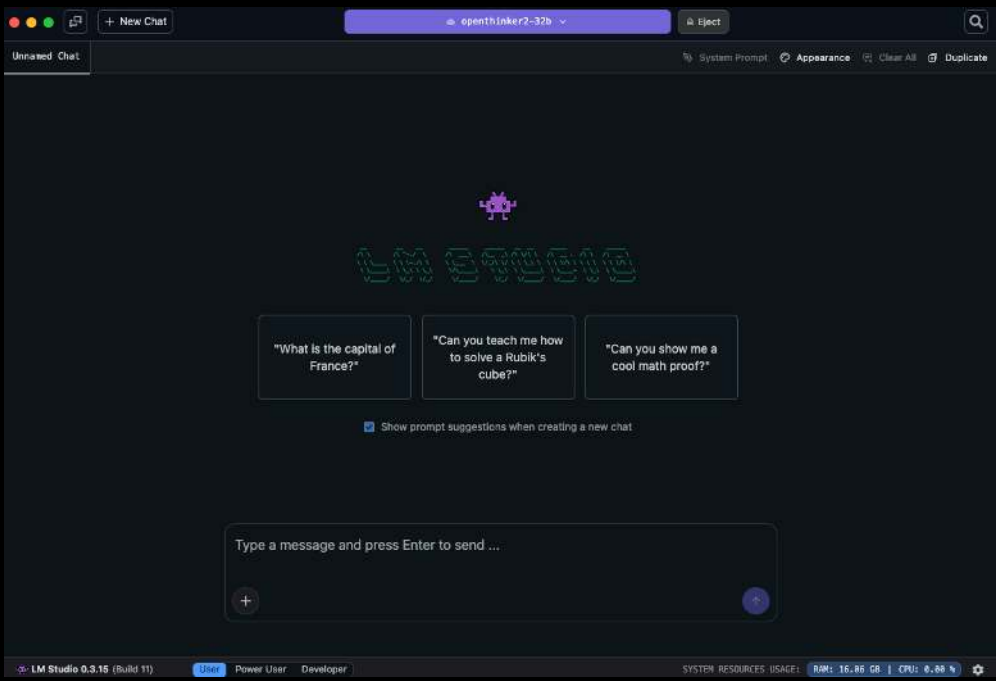 + New Chat
openthinker2-32b
Eject
Unnamed Chat
System Prompt
Appearance
Clear All
Duplicate
LM STUDIO
"What is the capital of
France?"
"Can you teach me how
to solve a Rubik's
cube?"
"Can you show me a
cool math proof?"
Show prompt suggestions when creating a new chat
Type a message and press Enter to send ...
LM Studio 0.3.15 (Build 11)
User
Power User
Developer
SYSTEM RESOURCES USAGE:
RAM: 16.06 GB | CPU: 0.00 %